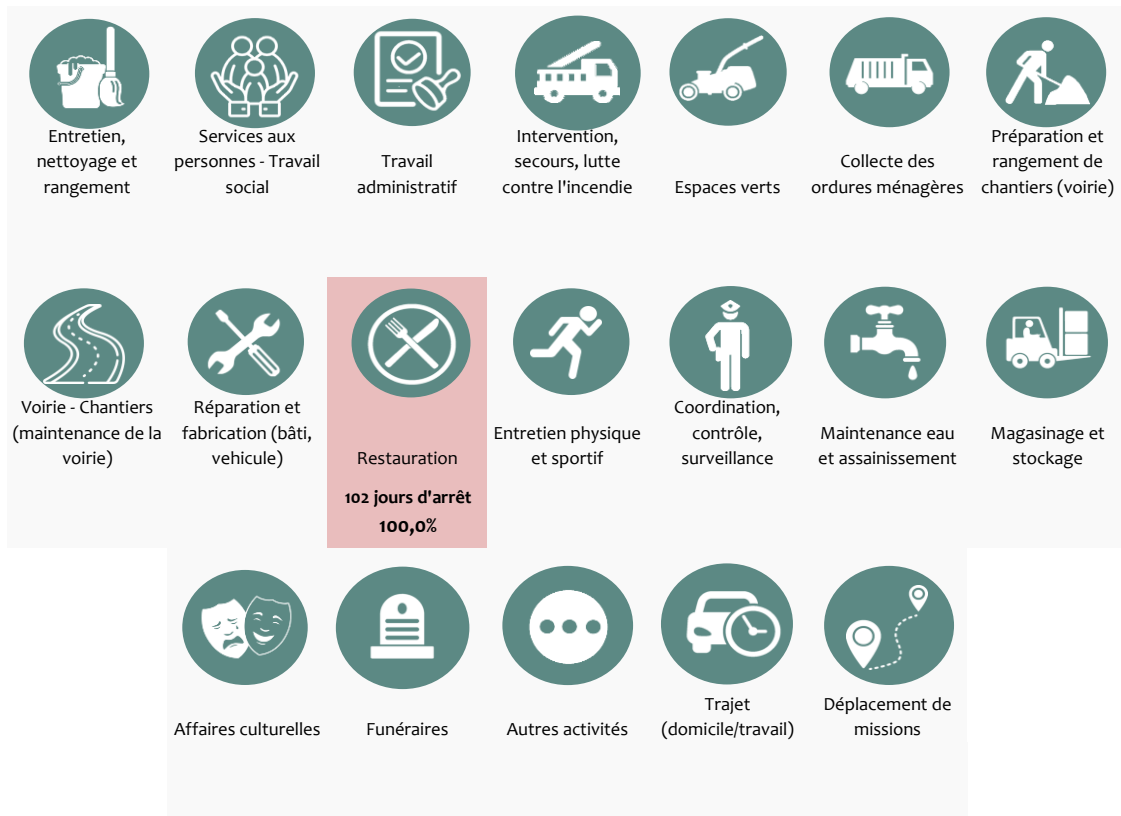 Entretien,
nettoyage et
rangement
Services aux
personnes - Travail
social
Travail
administratif
Intervention,
secours, lutte
contre l'incendie
Espaces verts
Collecte des
ordures ménagères
Préparation et
rangement de
chantiers (voirie)
Voirie - Chantiers
(maintenance de la
voirie)
Réparation et
fabrication (bâti,
vehicule)
Restauration
102 jours d'arrêt
100,0%
Entretien physique
et sportif
Coordination,
contrôle,
surveillance
Maintenance eau
et assainissement
Magasinage et
stockage
Affaires culturelles
Funéraires
Autres activités
Trajet
(domicile/travail)
Déplacement de
missions